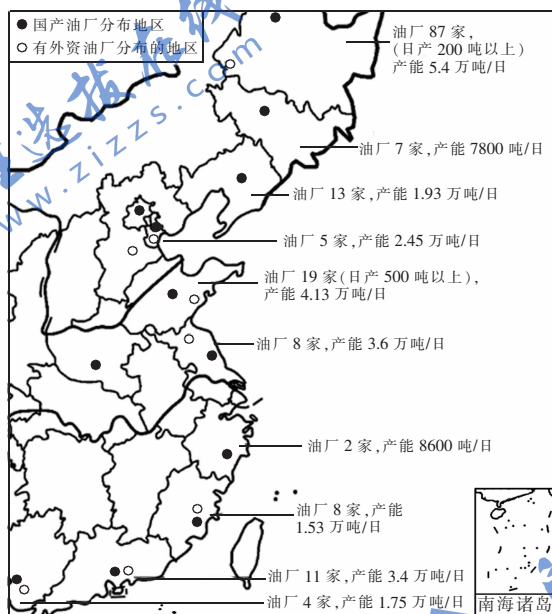 国产油厂分布地区
有外资油厂分布的地区
油厂 87 家,
(日产 200 吨以上)
产能 5.4 万吨/日
油厂 7 家,产能 7800 吨/日
油厂 13 家,产能 1.93 万吨/日
油厂 5 家,产能 2.45 万吨/日
油厂 19 家(日产 500 吨以上),
产能 4.13 万吨/日
油厂 8 家,产能 3.6 万吨/日
油厂 2 家,产能 8600 吨/日
油厂 8 家,产能
1.53 万吨/日
油厂 11 家,产能 3.4 万吨/日
油厂 4 家,产能 1.75 万吨/日
南海诸岛
www.zizzs.com